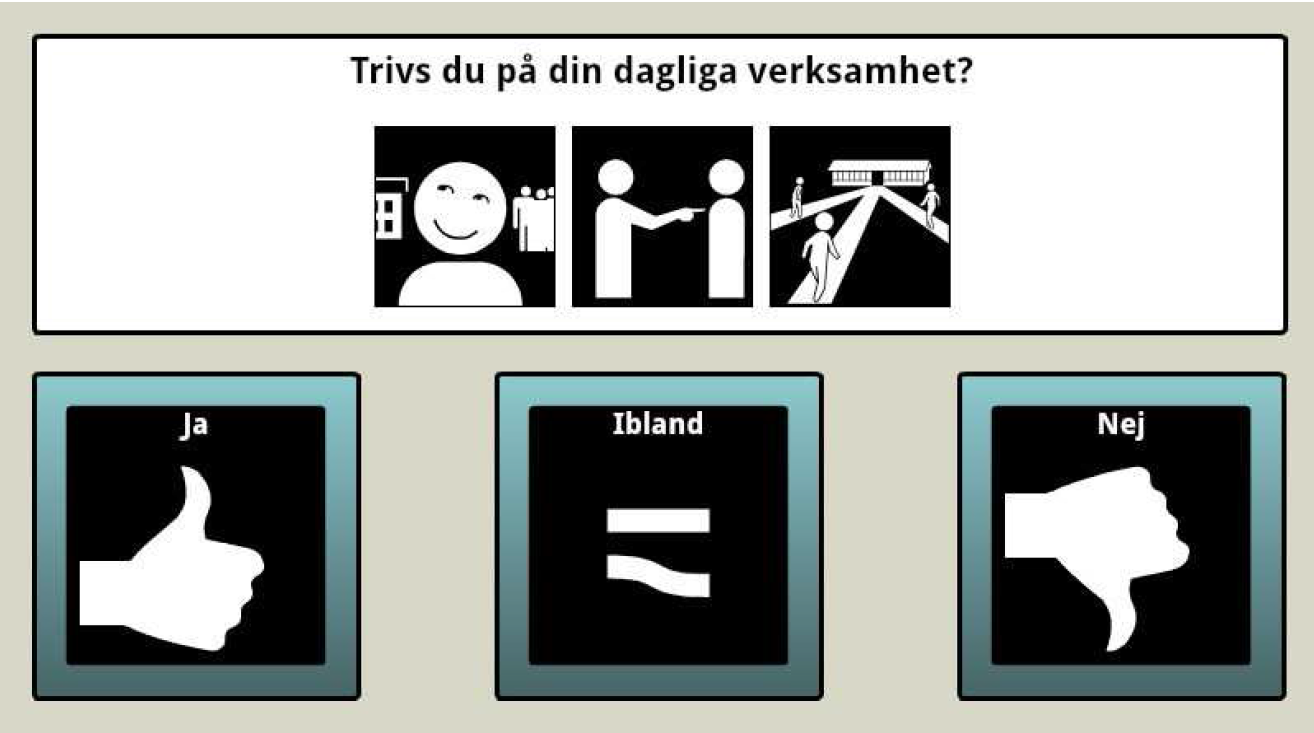 Trivs du på din dagliga verksamhet?
Ja
Ibland
Nej